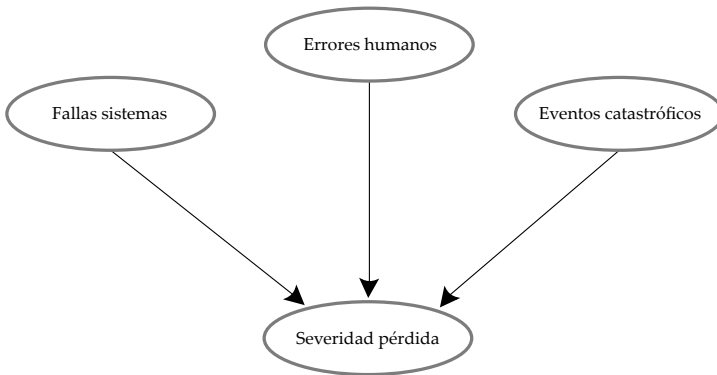 Errores humanos
Fallas sistemas
Eventos catastróficos
Severidad pérdida